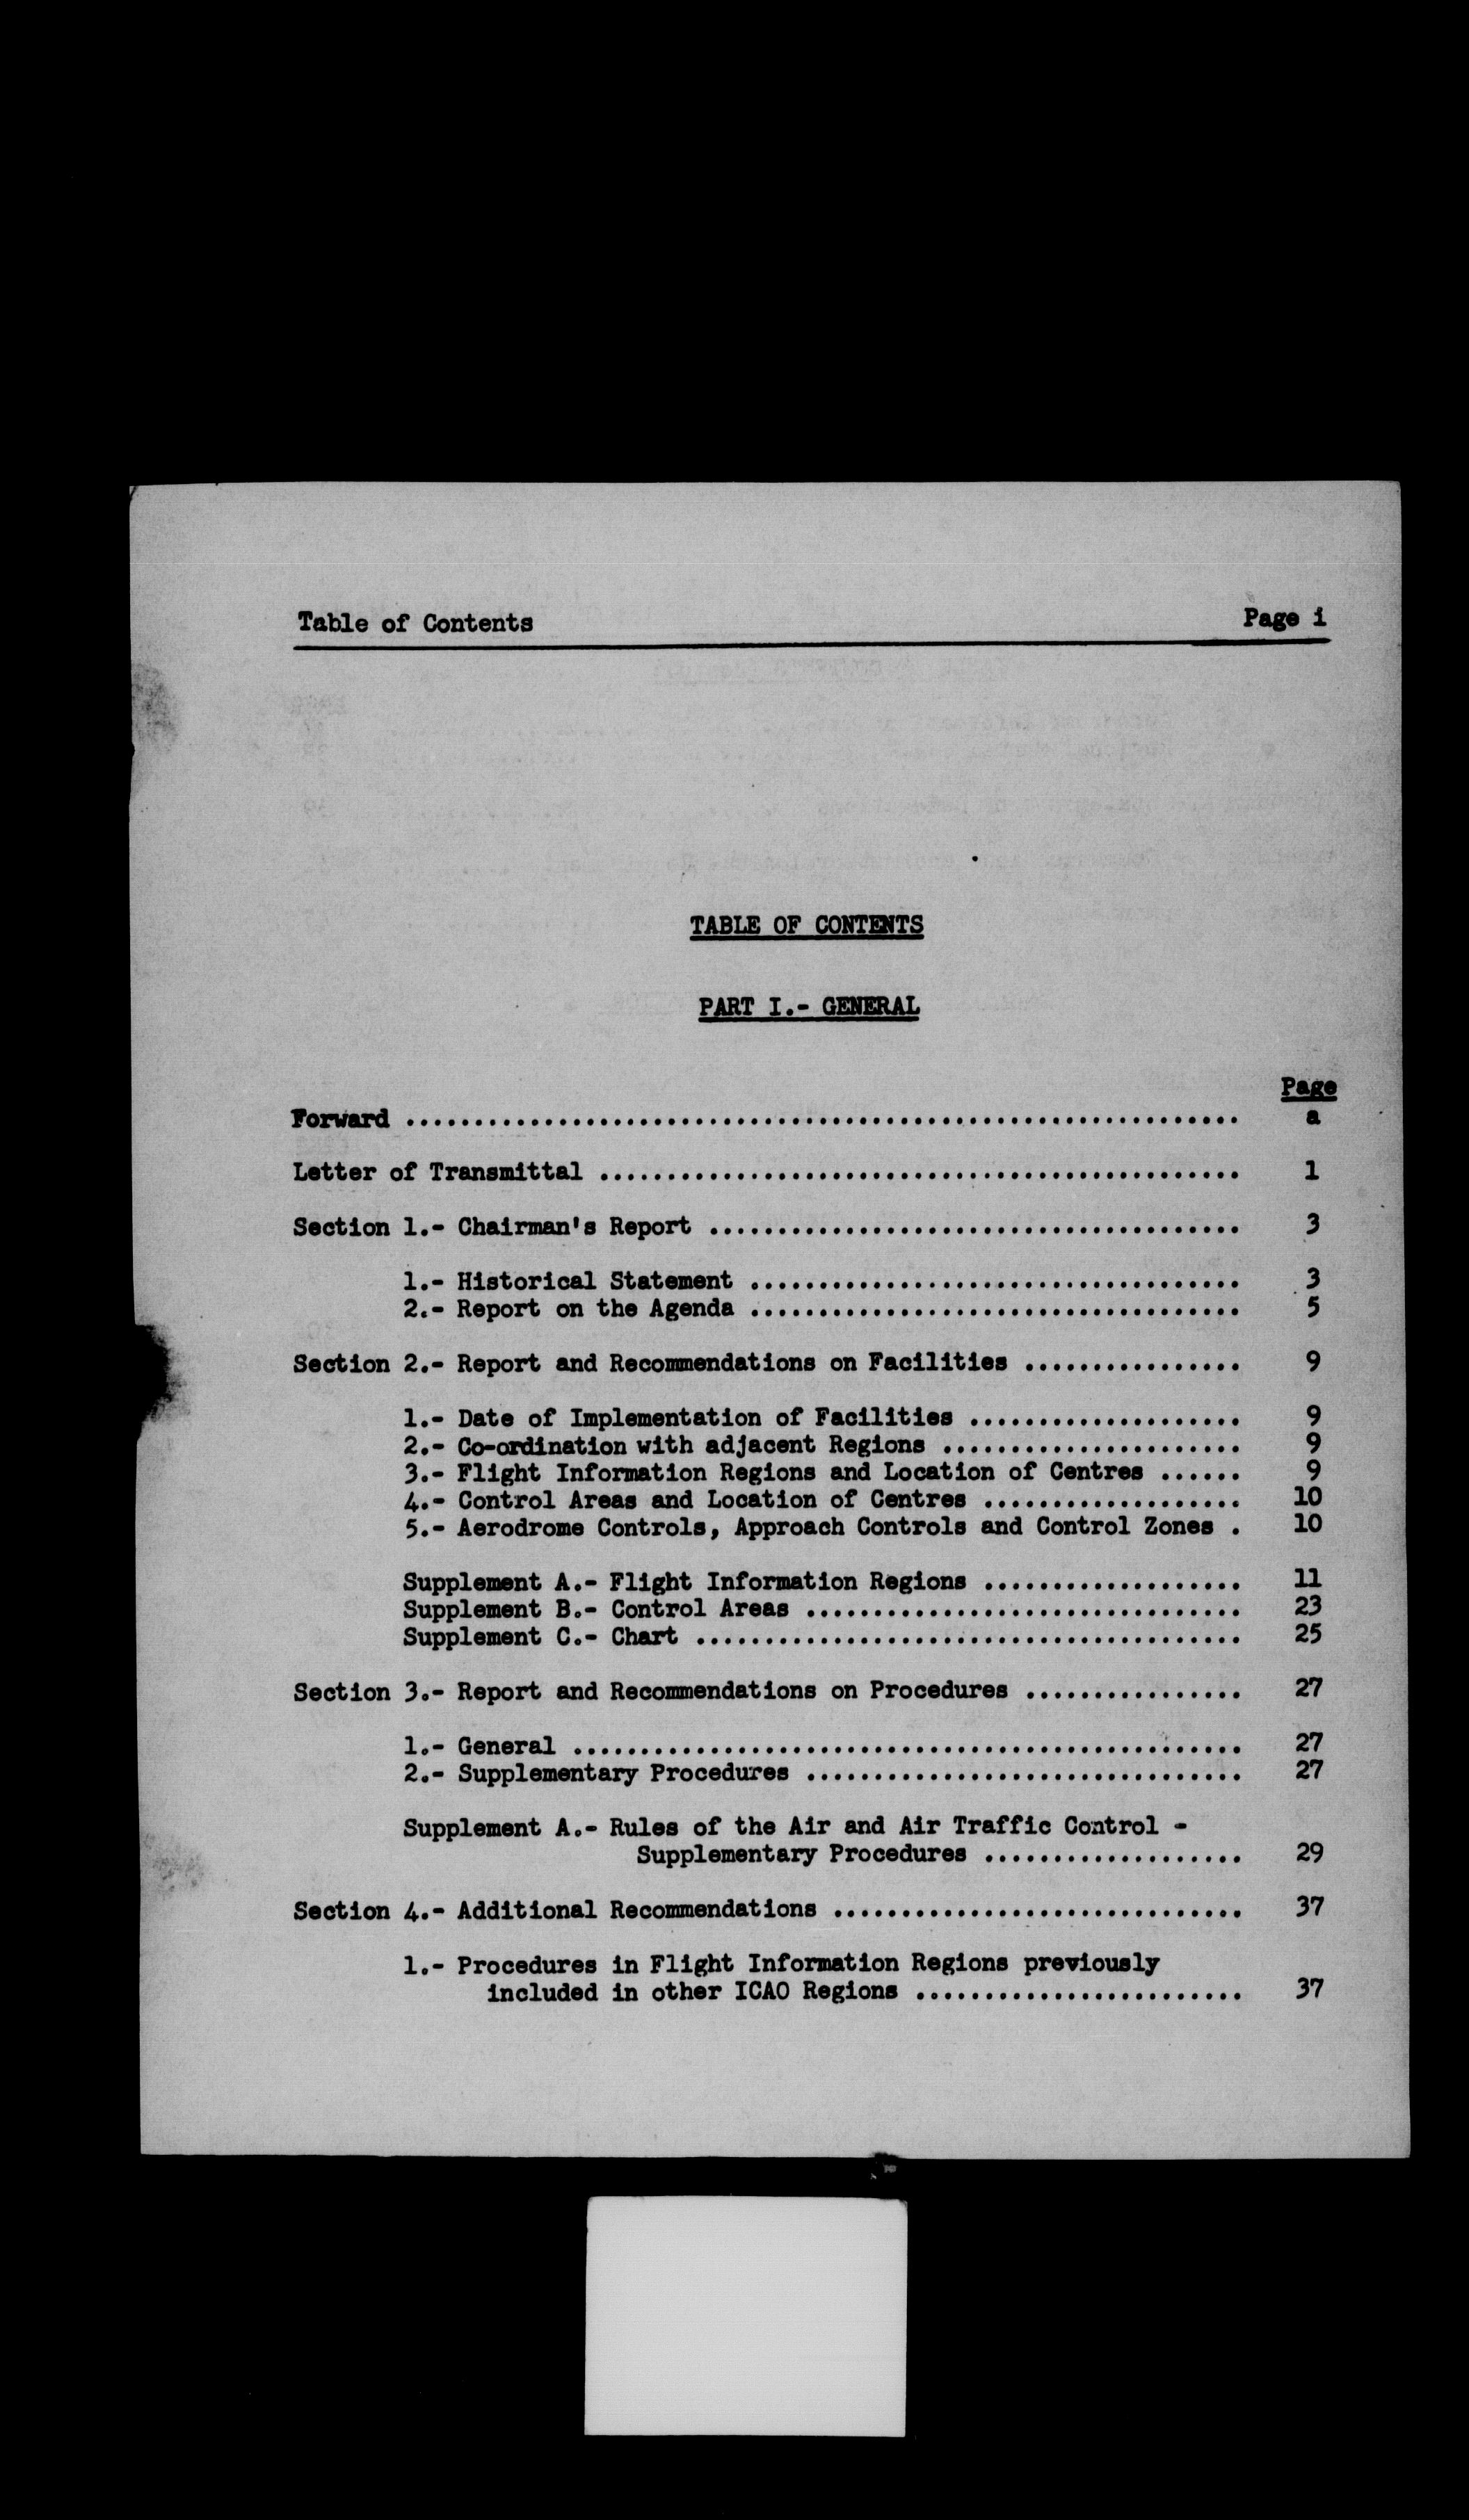 Table of Contents Page i
TABLE OF CONTENTS
PART I.- GENERAL
Page
Forward ............................................................. a
Letter of Transmittal ............................................... 1
Section 1.- Chairman's Report ....................................... 3
1.- Historical Statement .................................... 3
2.- Report on the Agenda .................................... 5
Section 2.- Report and Recommendations on Facilities ................ 9
1.- Date of Implementation of Facilities .................... 9
2.- Co-ordination with adjacent Regions ...................... 9
3.- Flight Information Regions and Location of Centres ...... 9
4.- Control Areas and Location of Centres ................... 10
5.- Aerodrome Controls, Approach Controls and Control Zones . 10
Supplement A.- Flight Information Regions ................... 11
Supplement B.- Control Areas ................................ 23
Supplement C.- Chart ........................................ 25
Section 3.- Report and Recommendations on Procedures ................ 27
1.- General ................................................. 27
2.- Supplementary Procedures ................................ 27
Supplement A.- Rules of the Air and Air Traffic Control -
Supplementary Procedures ................... 29
Section 4.- Additional Recommendations .............................. 37
1.- Procedures in Flight Information Regions previously
included in other ICAO Regions ........................ 37